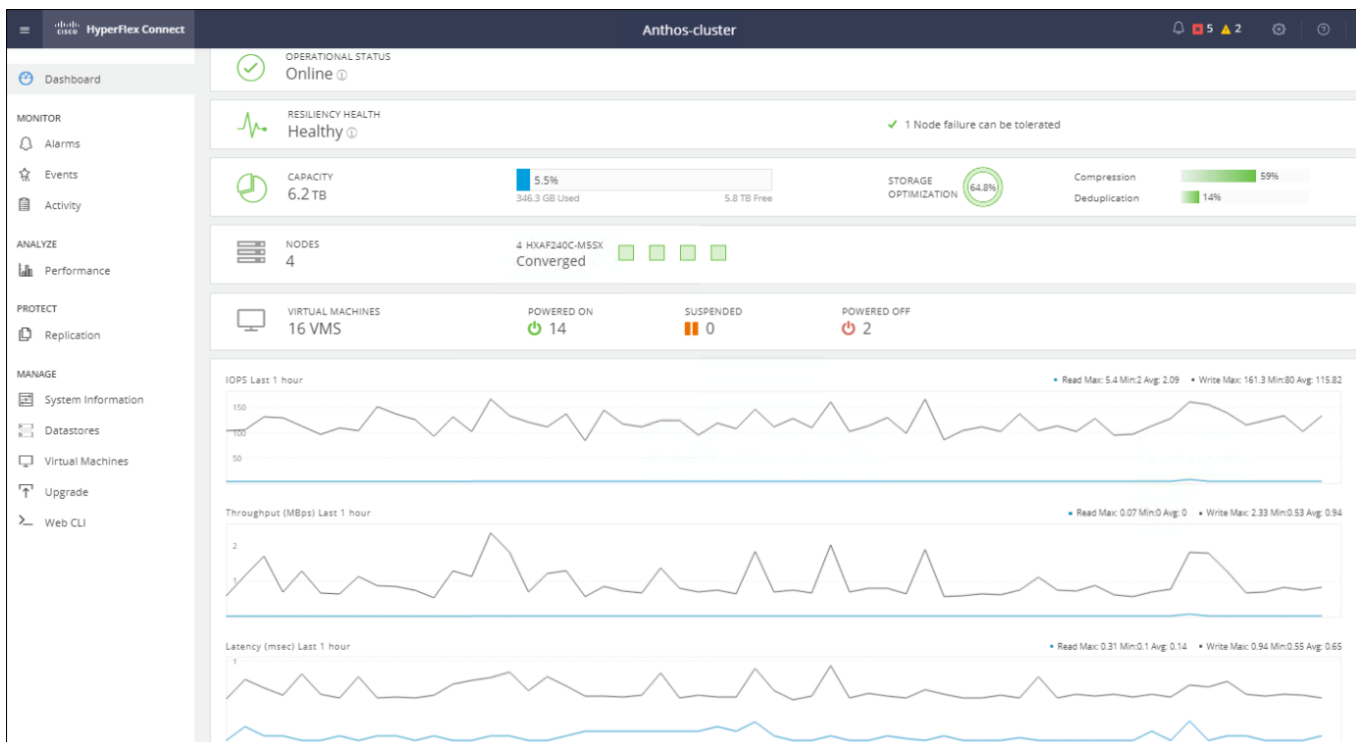 cisco HyperFlex Connect
Anthos-cluster
5 2
Dashboard
MONITOR
Alarms
Events
Activity
ANALYZE
Performance
PROTECT
Replication
MANAGE
System Information
Datastores
Virtual Machines
Upgrade
Web CLI
OPERATIONAL STATUS
Online
RESILIENCY HEALTH
Healthy
1 Node failure can be tolerated
CAPACITY
6.2 TB
5.5%
346.3 GB Used
5.8 TB Free
STORAGE
OPTIMIZATION
64.8%
Compression
59%
Deduplication
14%
NODES
4
4 HXAF240C-M5SX
Converged
VIRTUAL MACHINES
16 VMS
POWERED ON
14
SUSPENDED
0
POWERED OFF
2
IOPS Last 1 hour
Read Max: 5.4 Min:2 Avg: 2.09 Write Max: 161.3 Min:80 Avg: 115.82
150
100
50
Throughput (MBps) Last 1 hour
Read Max: 0.07 Min:0 Avg: 0 Write Max: 2.33 Min:0.53 Avg: 0.94
2
1
Latency (msec) Last 1 hour
Read Max: 0.31 Min:0.1 Avg: 0.14 Write Max: 0.94 Min:0.55 Avg: 0.65
1